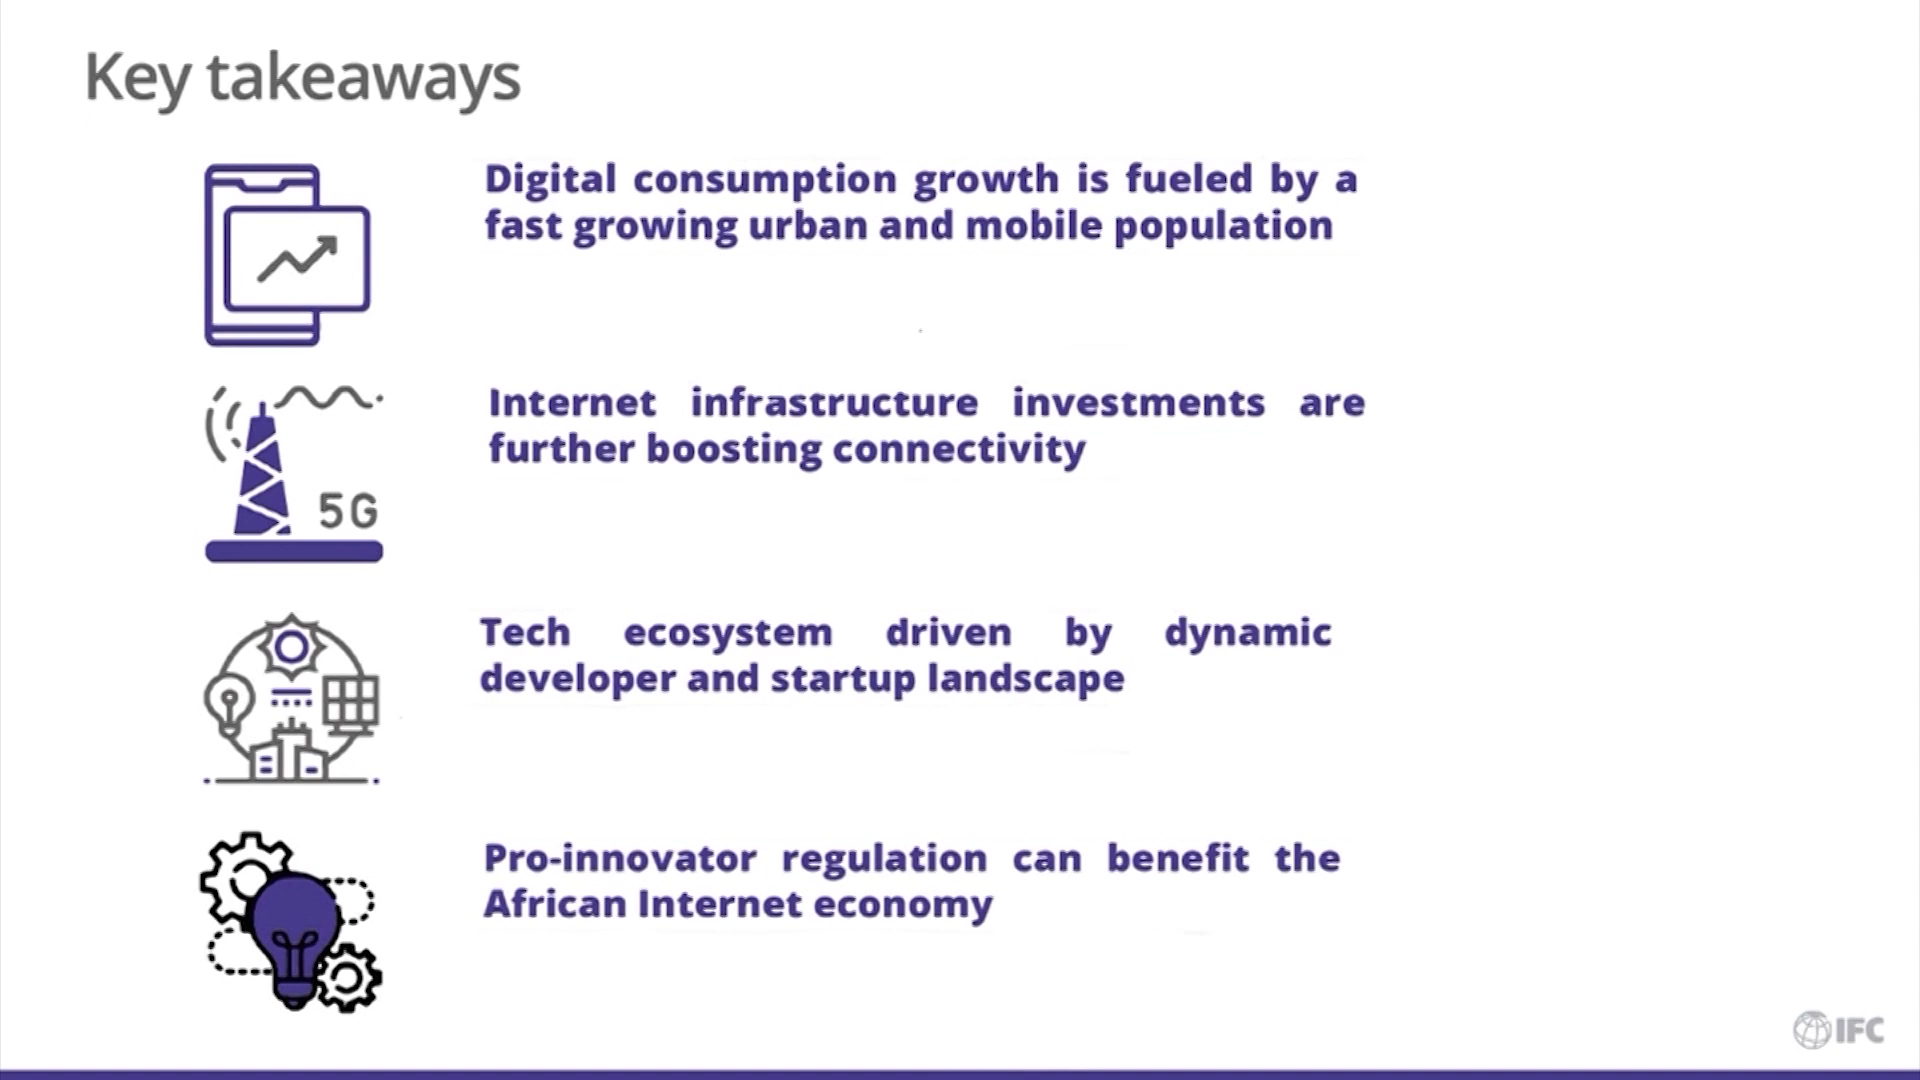 Key takeaways
Digital consumption growth is fueled by a
fast growing urban and mobile population
Internet infrastructure investments are
further boosting connectivity
5G
Tech ecosystem driven by dynamic
developer and startup landscape
Pro-innovator regulation can benefit the
African Internet economy
IFC